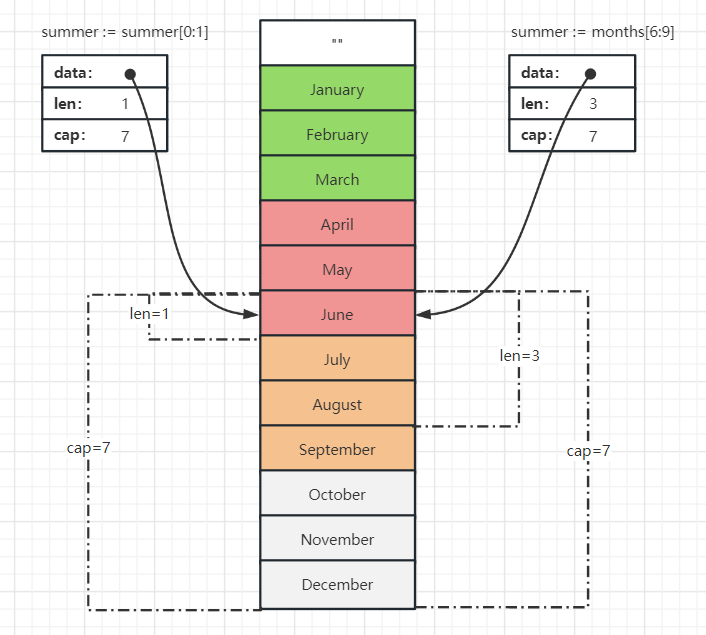 summer := summer[0:1]
data:
len: 1
cap: 7
summer := months[6:9]
data:
len: 3
cap: 7
""
January
February
March
April
May
June
July
August
September
October
November
December
len=1
cap=7
len=3
cap=7